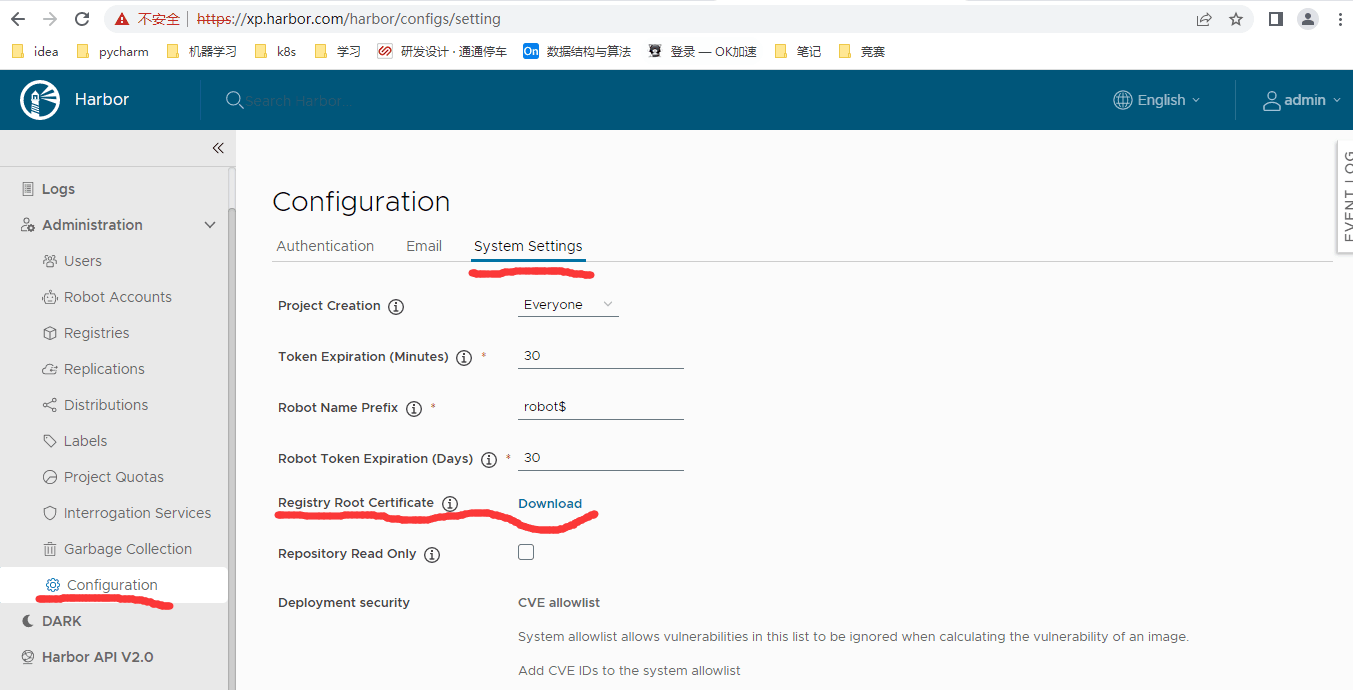 不安全 https://xp.harbor.com/harbor/configs/setting
idea pycharm 机器学习 k8s 学习 研发设计 · 通通停车 On 数据结构与算法 登录 — OK加速 笔记 竞赛
Harbor Search Harbor... English admin
EVENT LOG
Logs
Administration
Users
Robot Accounts
Registries
Replications
Distributions
Labels
Project Quotas
Interrogation Services
Garbage Collection
Configuration
DARK
Harbor API V2.0
Configuration
Authentication Email System Settings
Project Creation Everyone
Token Expiration (Minutes) * 30
Robot Name Prefix * robot$
Robot Token Expiration (Days) * 30
Registry Root Certificate Download
Repository Read Only
Deployment security CVE allowlist
System allowlist allows vulnerabilities in this list to be ignored when calculating the vulnerability of an image.
Add CVE IDs to the system allowlist